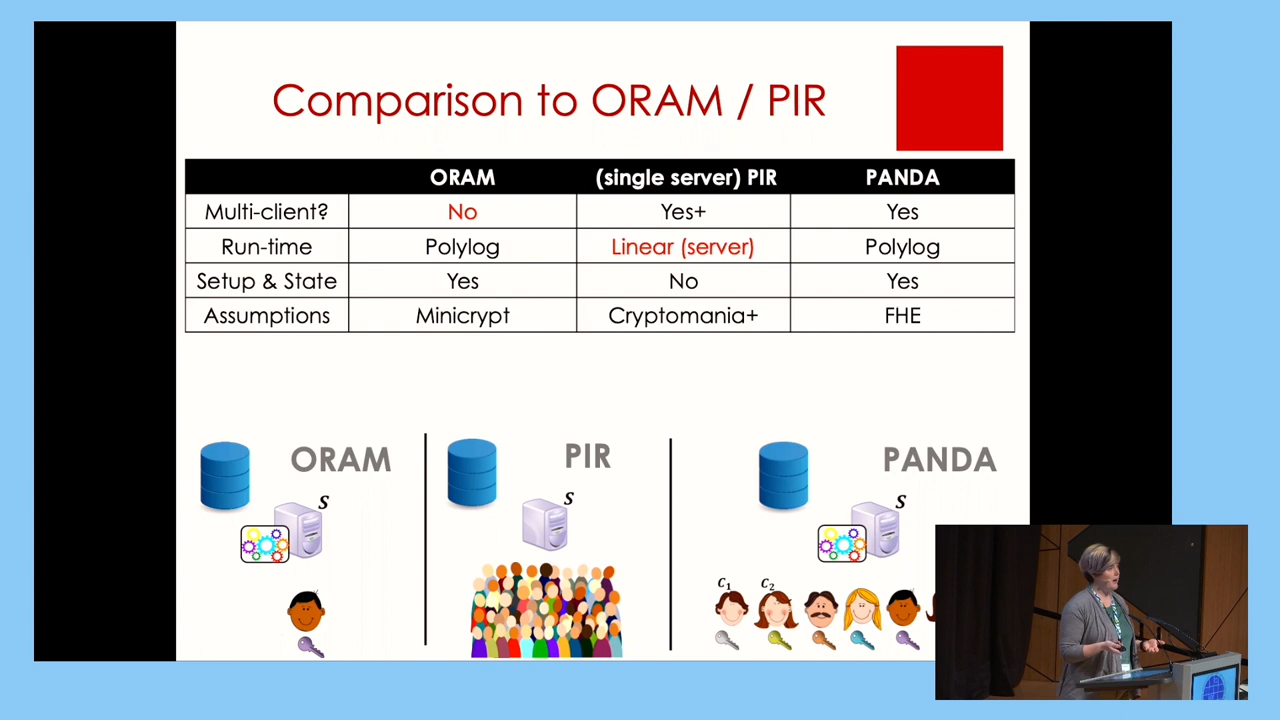 Comparison to ORAM / PIR
ORAM (single server) PIR PANDA
Multi-client? No Yes+ Yes
Run-time Polylog Linear (server) Polylog
Setup & State Yes No Yes
Assumptions Minicrypt Cryptomania+ FHE
ORAM PIR PANDA
S S S
C1 C2